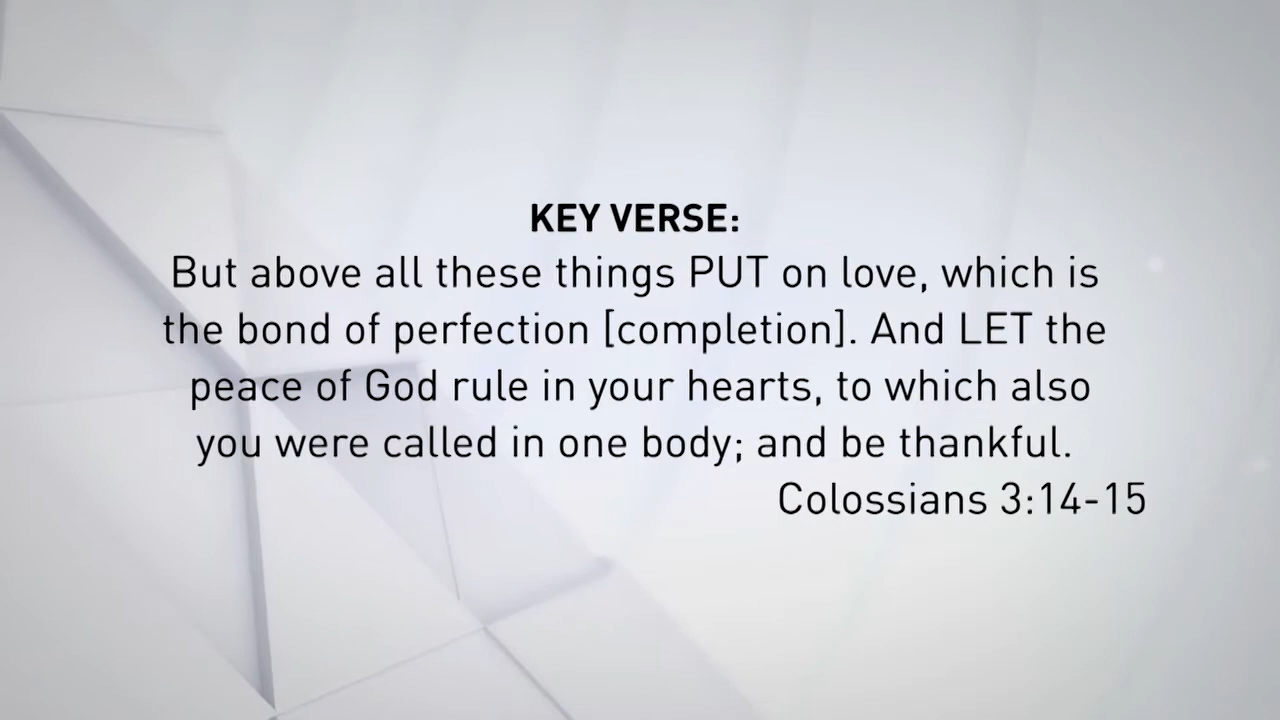 KEY VERSE:
But above all these things PUT on love, which is
the bond of perfection [completion]. And LET the
peace of God rule in your hearts, to which also
you were called in one body; and be thankful.
Colossians 3:14-15